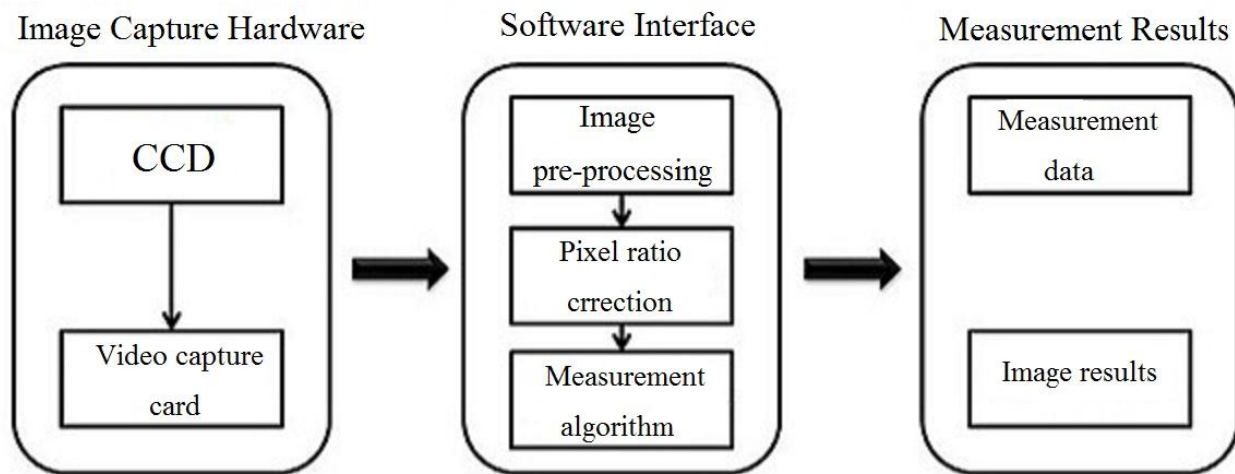 Image Capture Hardware
CCD
Video capture
card
Software Interface
Image
pre-processing
Pixel ratio
crrection
Measurement
algorithm
Measurement Results
Measurement
data
Image results